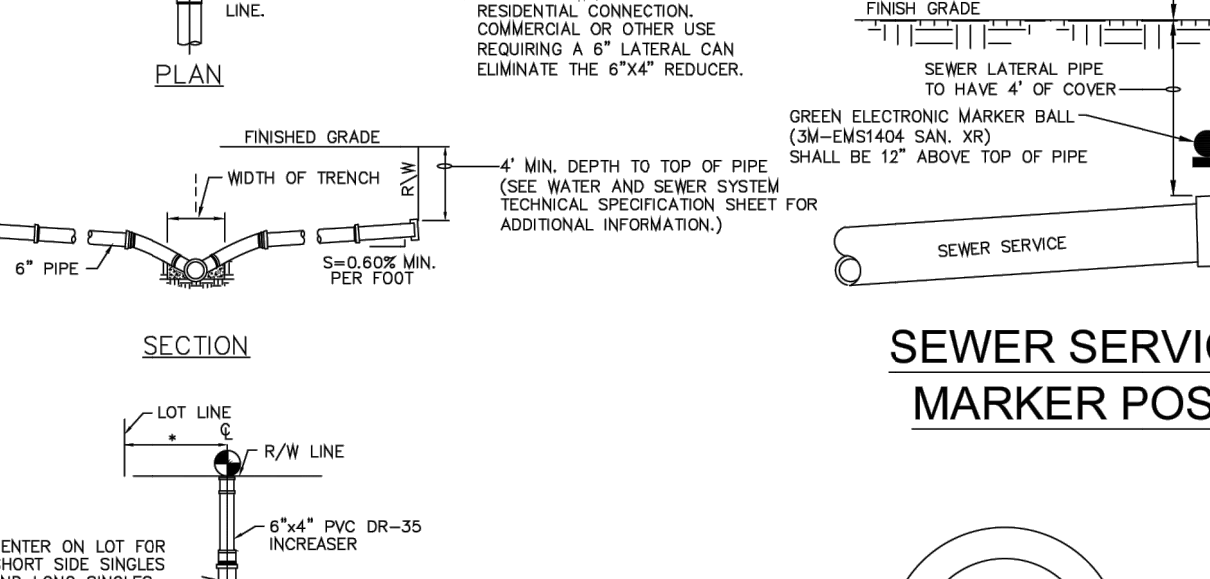 LINE.
PLAN
RESIDENTIAL CONNECTION.
COMMERCIAL OR OTHER USE
REQUIRING A 6" LATERAL CAN
ELIMINATE THE 6"X4" REDUCER.
FINISH GRADE
SEWER LATERAL PIPE
TO HAVE 4' OF COVER
GREEN ELECTRONIC MARKER BALL
(3M-EMS1404 SAN. XR)
SHALL BE 12" ABOVE TOP OF PIPE
SEWER SERVICE
FINISHED GRADE
WIDTH OF TRENCH
R\W
4' MIN. DEPTH TO TOP OF PIPE
(SEE WATER AND SEWER SYSTEM
TECHNICAL SPECIFICATION SHEET FOR
ADDITIONAL INFORMATION.)
6" PIPE
S=0.60% MIN.
PER FOOT
SECTION
SEWER SERVIC
MARKER POS
LOT LINE
℄
*
R/W LINE
6"x4" PVC DR-35
INCREASER
ENTER ON LOT FOR
HORT SIDE SINGLES
ND LONG SINGLES